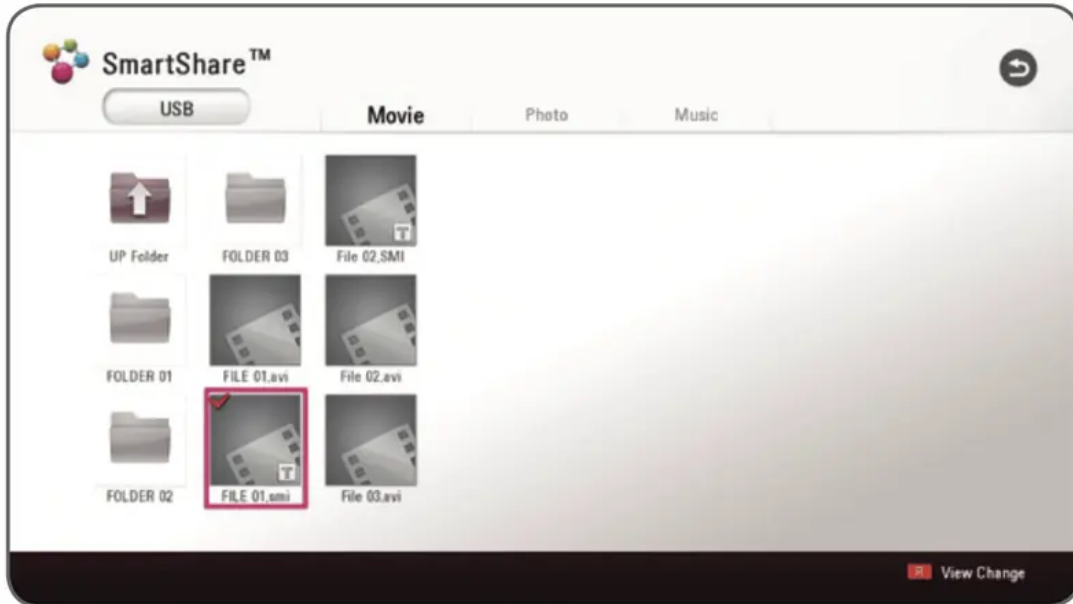 SmartShare™
USB
Movie Photo Music
UP Folder FOLDER 03 File 02,SMI
FOLDER 01 FILE 01,avi File 02,avi
FOLDER 02 FILE 01,smi File 03,avi
View Change